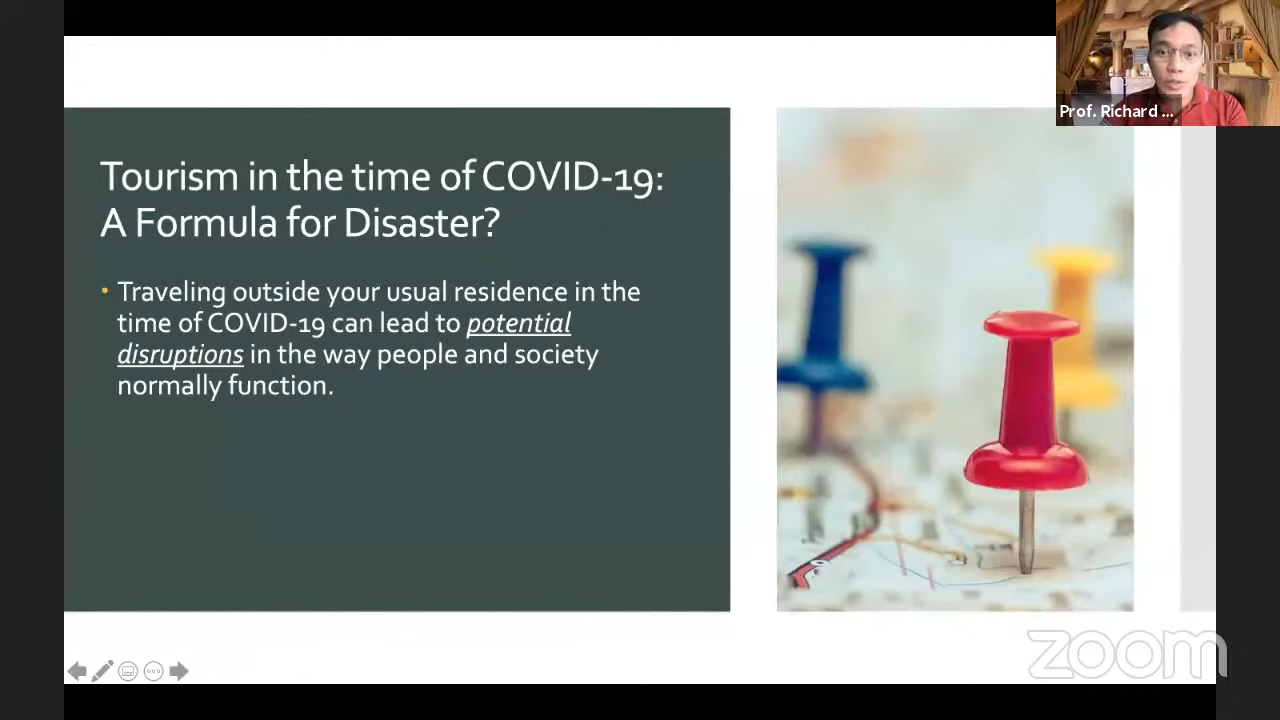 Prof. Richard ...
Tourism in the time of COVID-19:
A Formula for Disaster?
• Traveling outside your usual residence in the
time of COVID-19 can lead to potential
disruptions in the way people and society
normally function.
zoom